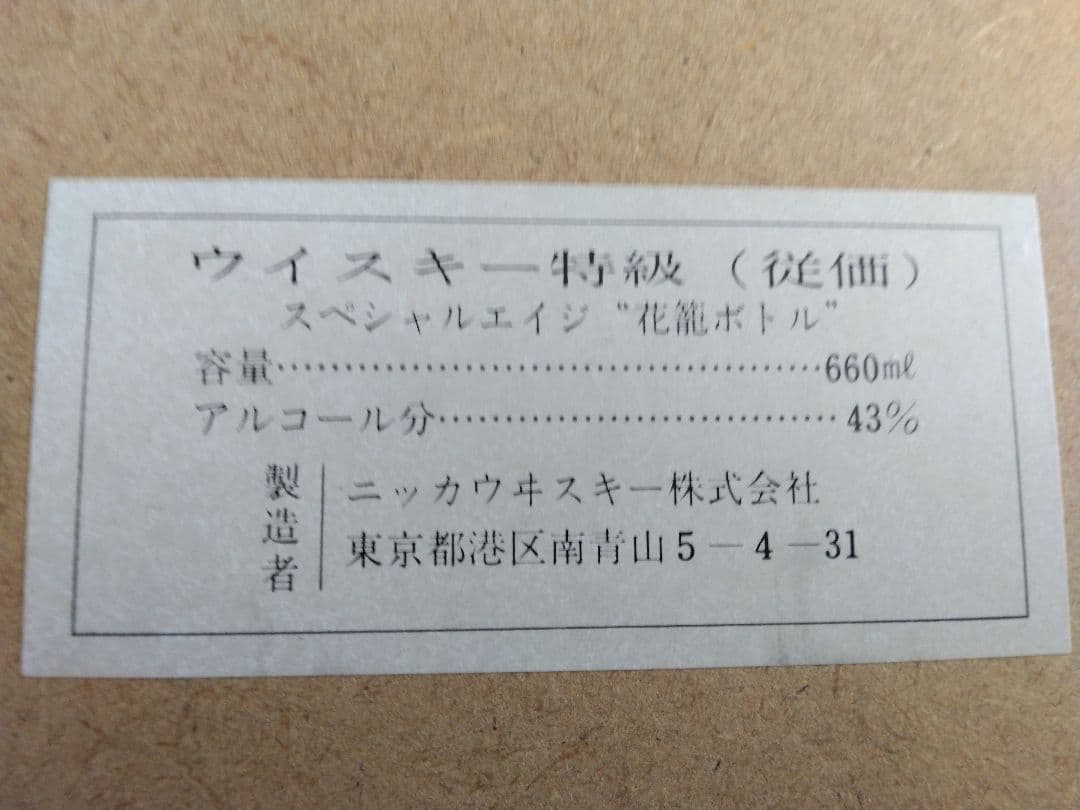 ウイスキー特級（従価）
スペシャルエイジ“花籠ボトル”
容量……………………………………660㎖
アルコール分………………………………43%
製造者
ニッカウヰスキー株式会社
東京都港区南青山5－4－31